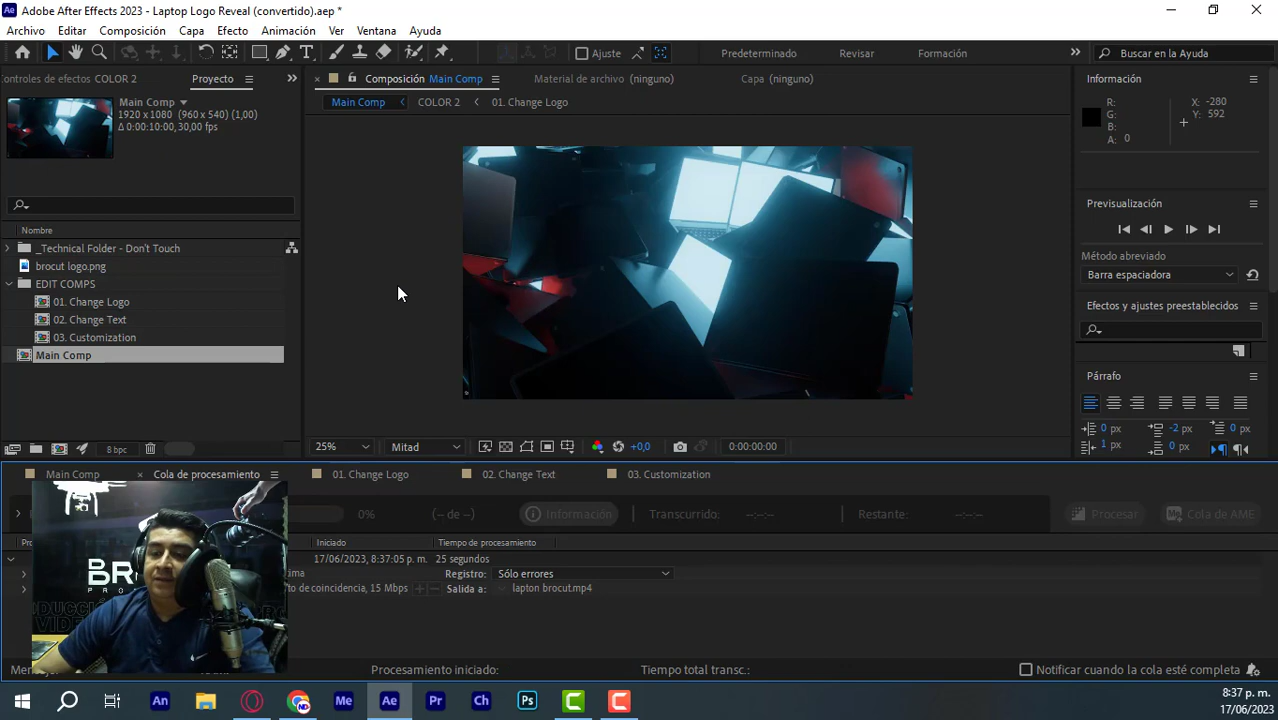 Adobe After Effects 2023 - Laptop Logo Reveal (convertido).aep *
Archivo Editar Composición Capa Efecto Animación Ver Ventana Ayuda
Ajuste Predeterminado Revisar Formación Buscar en la Ayuda
Controles de efectos COLOR 2 Proyecto Composición Main Comp Material de archivo (ninguno) Capa (ninguno) Información
Main Comp
1920 x 1080 (960 x 540) (1,00)
Δ 0:00:10:00, 30,00 fps
Main Comp COLOR 2 01. Change Logo
R: X: -280
G: Y: 592
B:
A: 0
Previsualización
Método abreviado
Barra espaciadora
Efectos y ajustes preestablecidos
Párrafo
0 px -2 px 0 px
1 px 0 px
Nombre
_Technical Folder - Don't Touch
brocut logo.png
EDIT COMPS
01. Change Logo
02. Change Text
03. Customization
Main Comp
8 bpc
25% Mitad +0,0 0:00:00:00
Main Comp Cola de procesamiento 01. Change Logo 02. Change Text 03. Customization
0% (-- de --) Información Transcurrido: --:--:-- Restante: --:--:-- Procesar Cola de AME
Iniciado Tiempo de procesamiento
17/06/2023, 8:37:05 p. m. 25 segundos
Registro: Sólo errores
to de coincidencia, 15 Mbps Salida a: lapton brocut.mp4
Procesamiento iniciado: Tiempo total transc.: Notificar cuando la cola esté completa
An Me Ae Pr Ch Ps
8:37 p. m.
17/06/2023